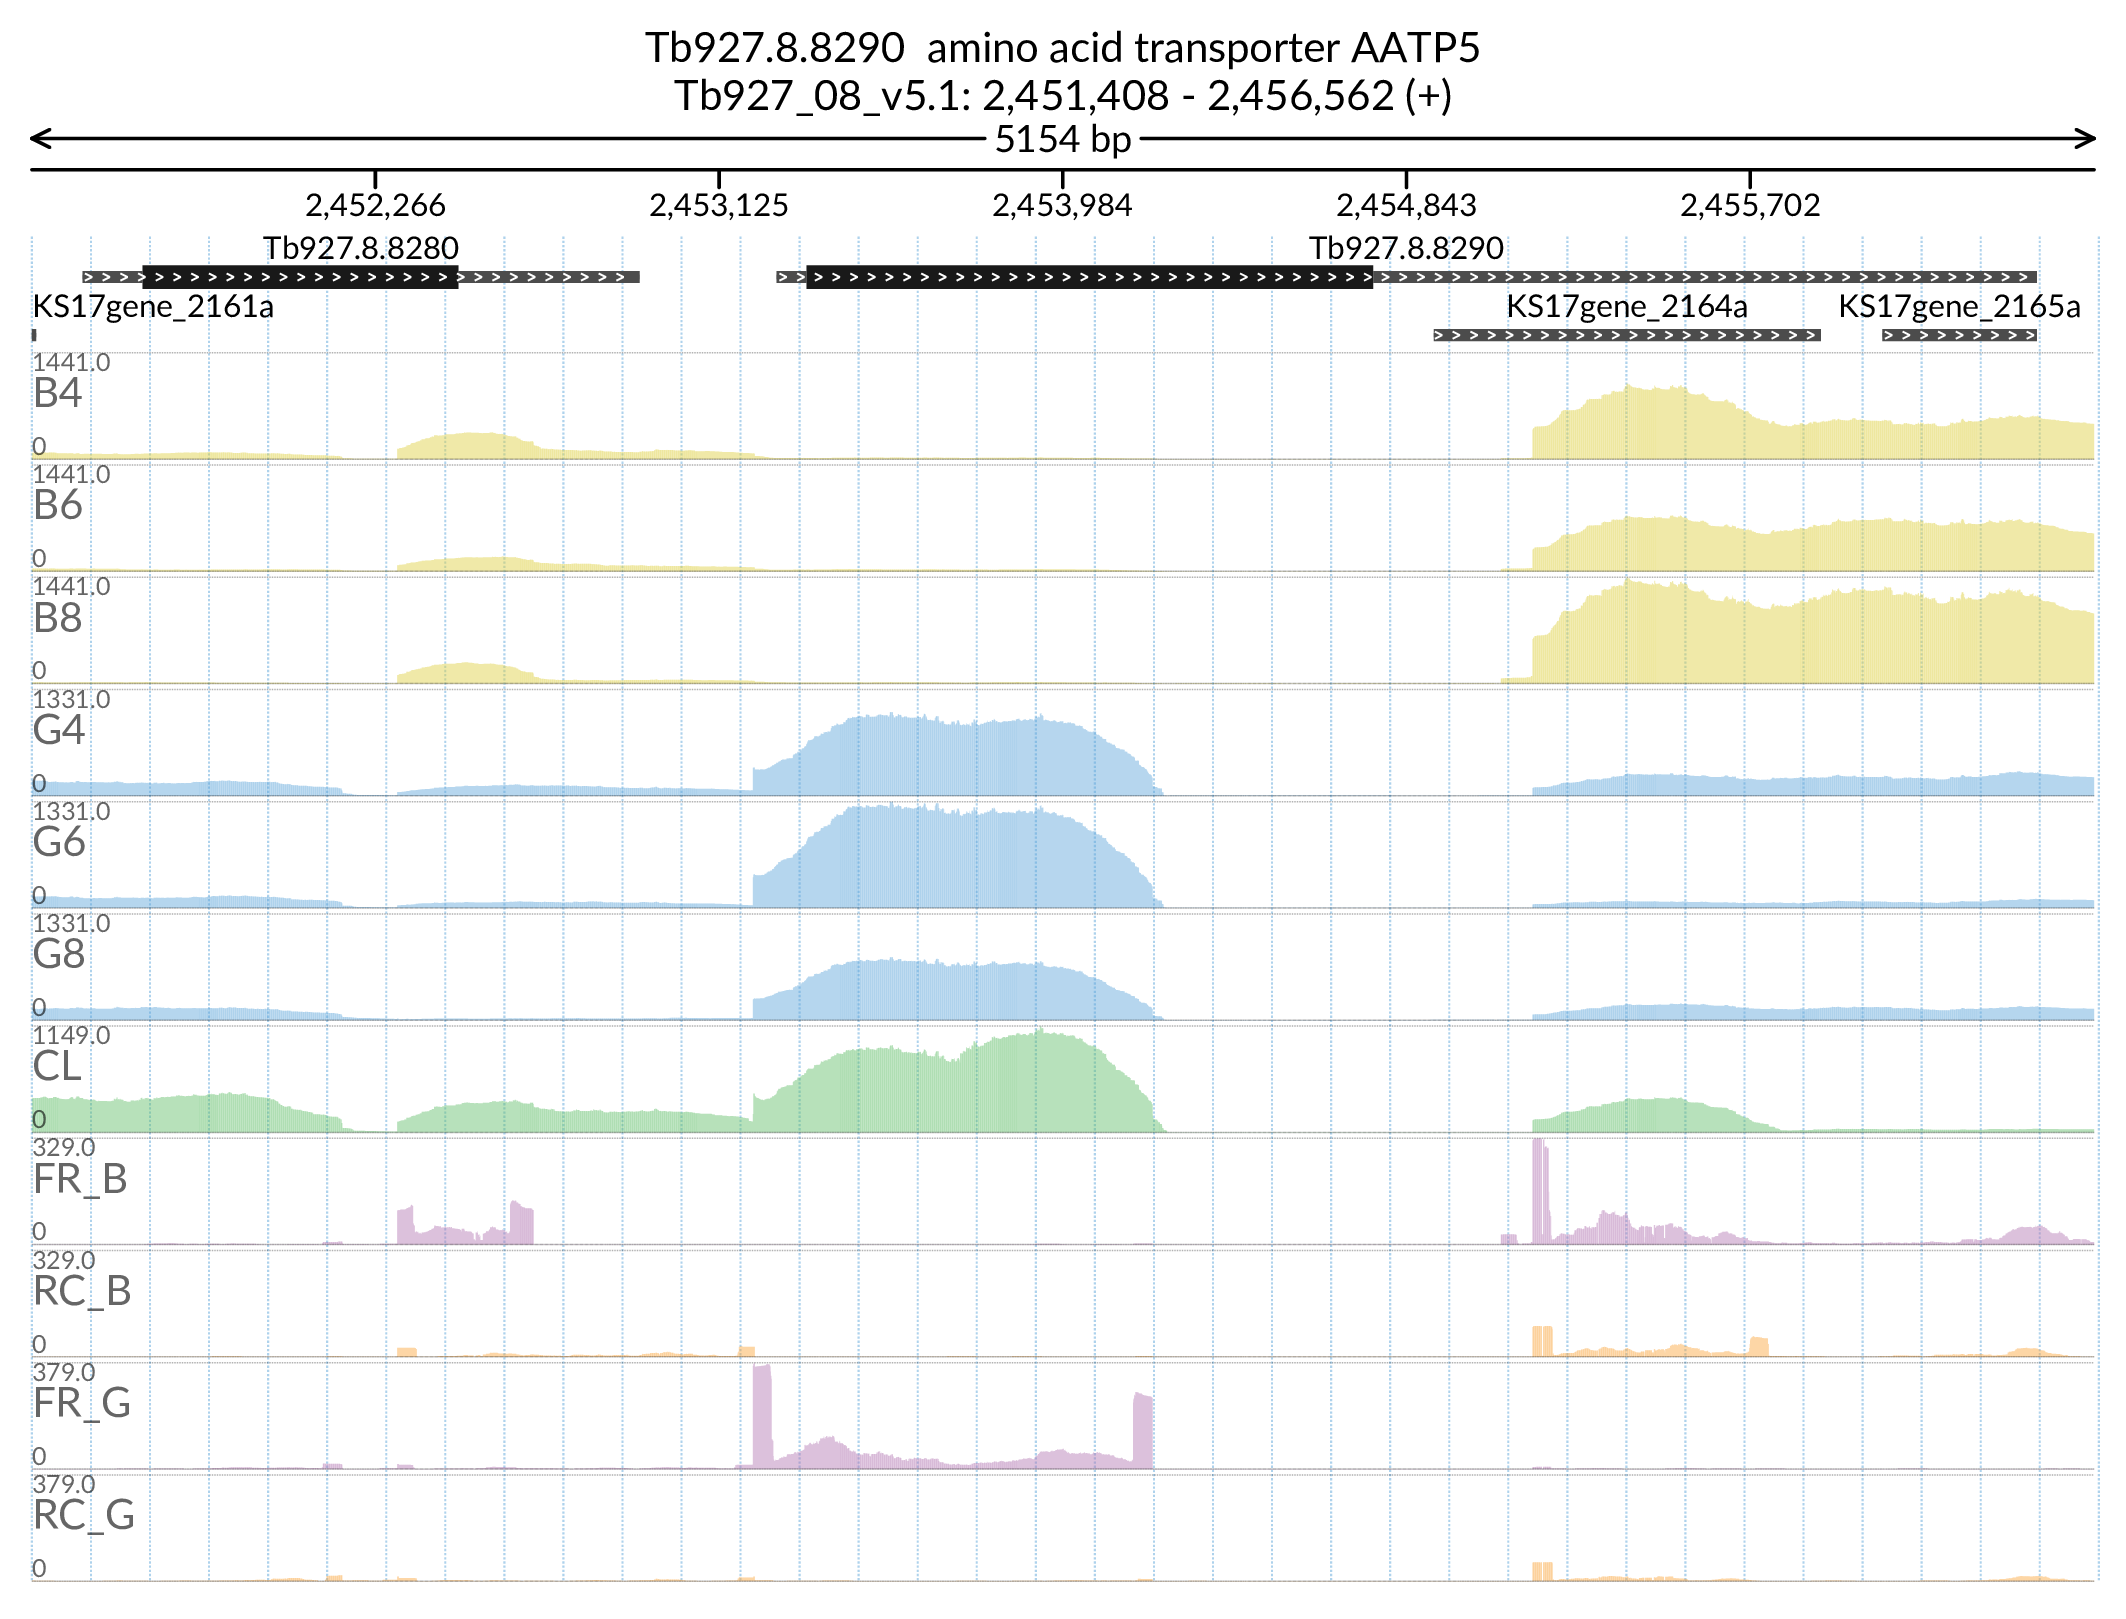 Tb927.8.8290  amino acid transporter AATP5
Tb927_08_v5.1: 2,451,408 - 2,456,562 (+)
5154 bp
2,452,266 2,453,125 2,453,984 2,454,843 2,455,702
Tb927.8.8280 Tb927.8.8290
KS17gene_2161a KS17gene_2164a KS17gene_2165a
1441.0
B4
0
1441.0
B6
0
1441.0
B8
0
1331.0
G4
0
1331.0
G6
0
1331.0
G8
0
1149.0
CL
0
329.0
FR_B
0
329.0
RC_B
0
379.0
FR_G
0
379.0
RC_G
0